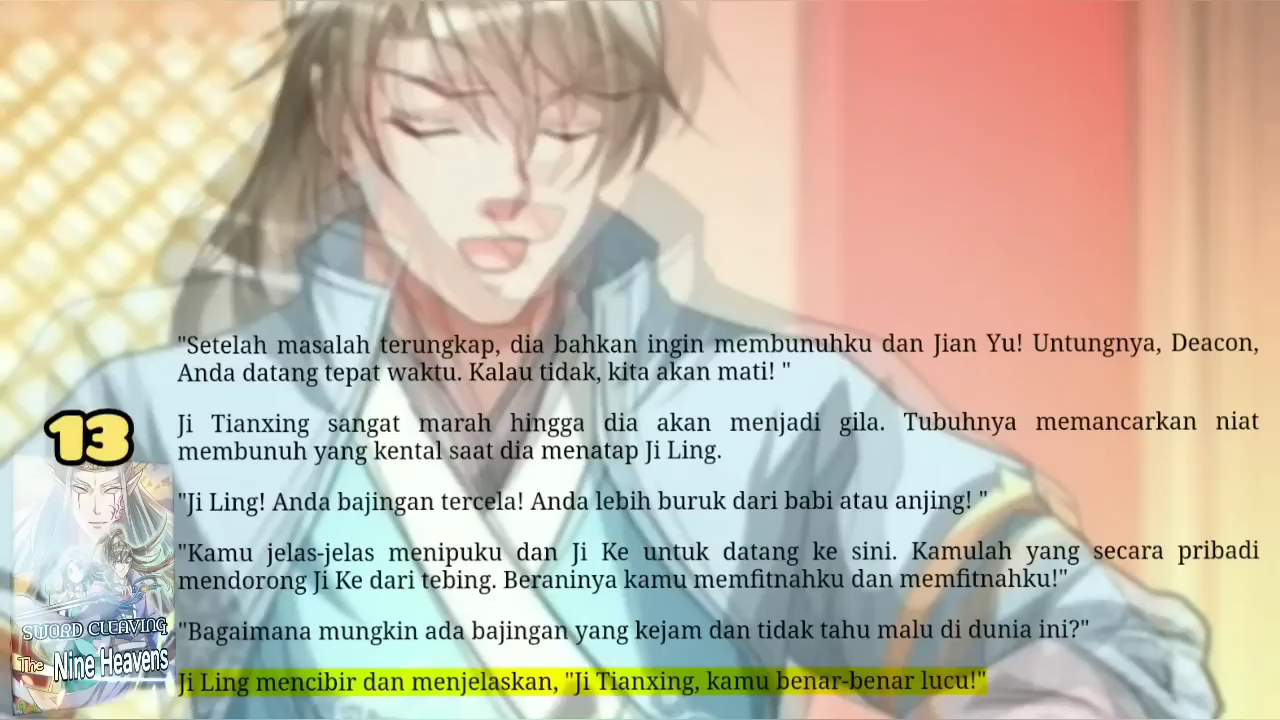 "Setelah masalah terungkap, dia bahkan ingin membunuhku dan Jian Yu! Untungnya, Deacon,
Anda datang tepat waktu. Kalau tidak, kita akan mati! "
Ji Tianxing sangat marah hingga dia akan menjadi gila. Tubuhnya memancarkan niat
membunuh yang kental saat dia menatap Ji Ling.
"Ji Ling! Anda bajingan tercela! Anda lebih buruk dari babi atau anjing! "
"Kamu jelas-jelas menipuku dan Ji Ke untuk datang ke sini. Kamulah yang secara pribadi
mendorong Ji Ke dari tebing. Beraninya kamu memfitnahku dan memfitnahku!"
"Bagaimana mungkin ada bajingan yang kejam dan tidak tahu malu di dunia ini?"
Ji Ling mencibir dan menjelaskan, "Ji Tianxing, kamu benar-benar lucu!"
13
SWORD CLEAVING
The Nine Heavens